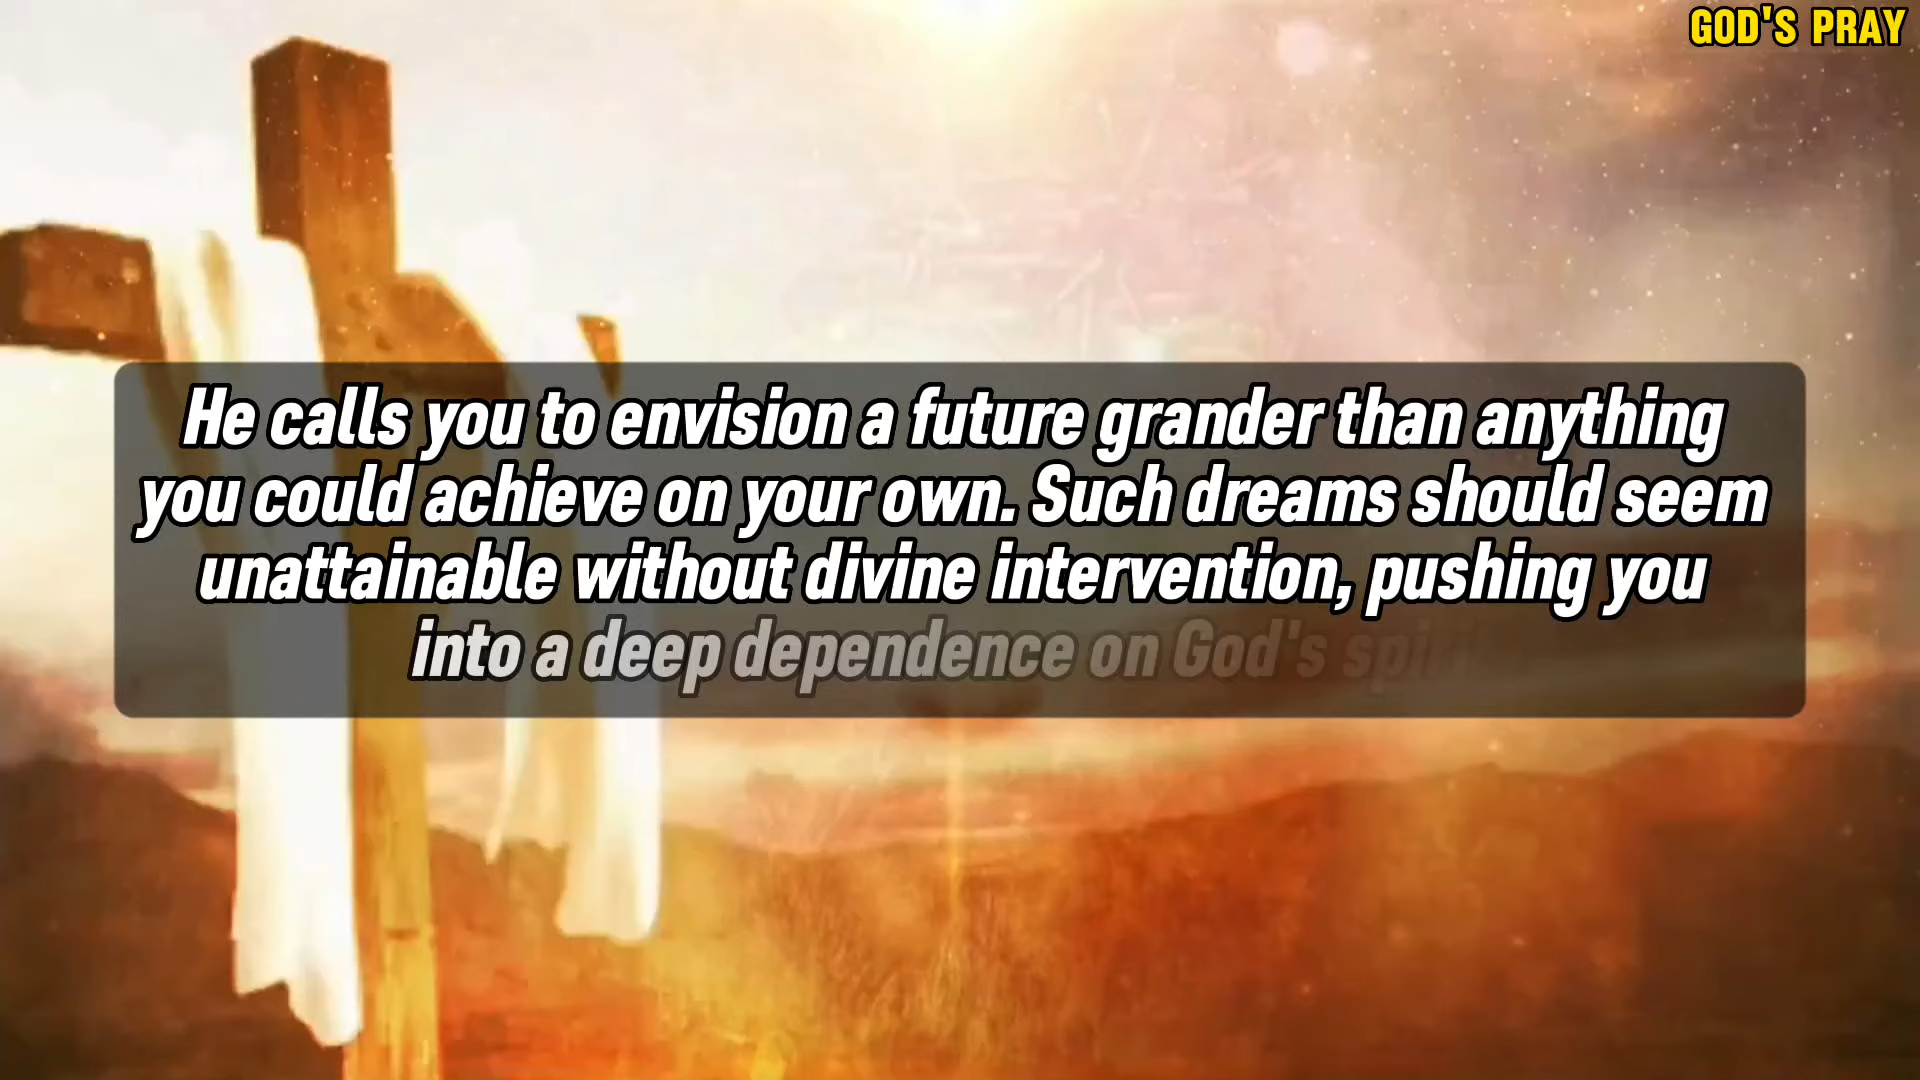 GOD'S PRAY
He calls you to envision a future grander than anything
you could achieve on your own. Such dreams should seem
unattainable without divine intervention, pushing you
into a deep dependence on God's